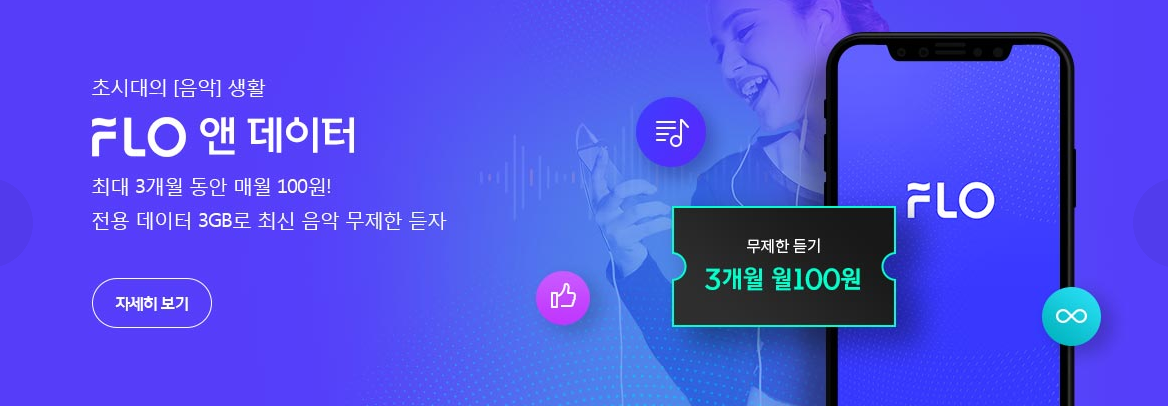 초시대의 [음악] 생활
FLO 앤 데이터
최대 3개월 동안 매월 100원!
전용 데이터 3GB로 최신 음악 무제한 듣자
자세히 보기
무제한 듣기
3개월 월100원
FLO